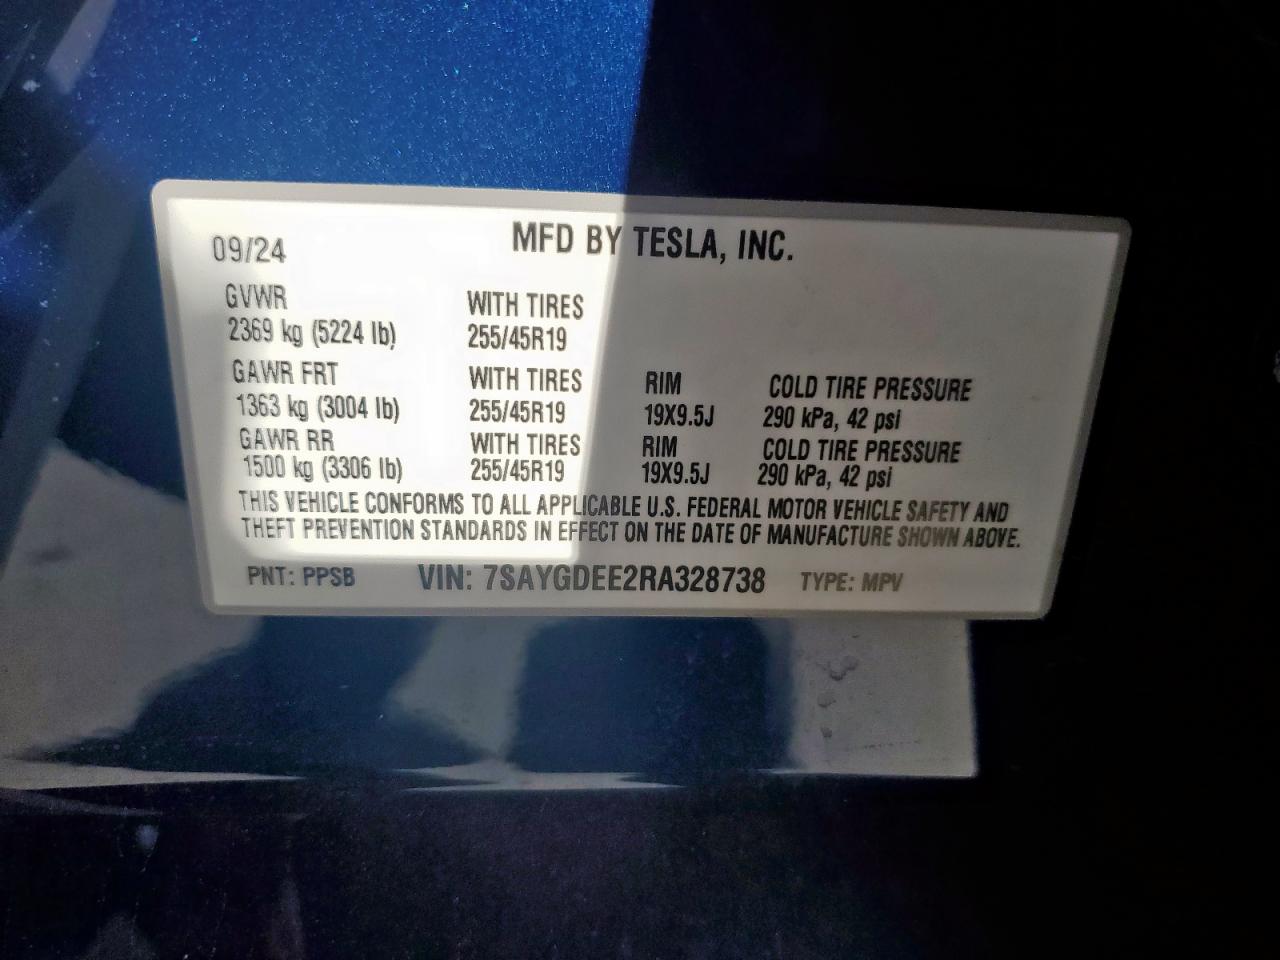 09/24 MFD BY TESLA, INC.
GVWR WITH TIRES
2369 kg (5224 lb) 255/45R19
GAWR FRT WITH TIRES RIM COLD TIRE PRESSURE
1363 kg (3004 lb) 255/45R19 19X9.5J 290 kPa, 42 psi
GAWR RR WITH TIRES RIM COLD TIRE PRESSURE
1500 kg (3306 lb) 255/45R19 19X9.5J 290 kPa, 42 psi
THIS VEHICLE CONFORMS TO ALL APPLICABLE U.S. FEDERAL MOTOR VEHICLE SAFETY AND
THEFT PREVENTION STANDARDS IN EFFECT ON THE DATE OF MANUFACTURE SHOWN ABOVE.
PNT: PPSB VIN: 7SAYGDEE2RA328738 TYPE: MPV